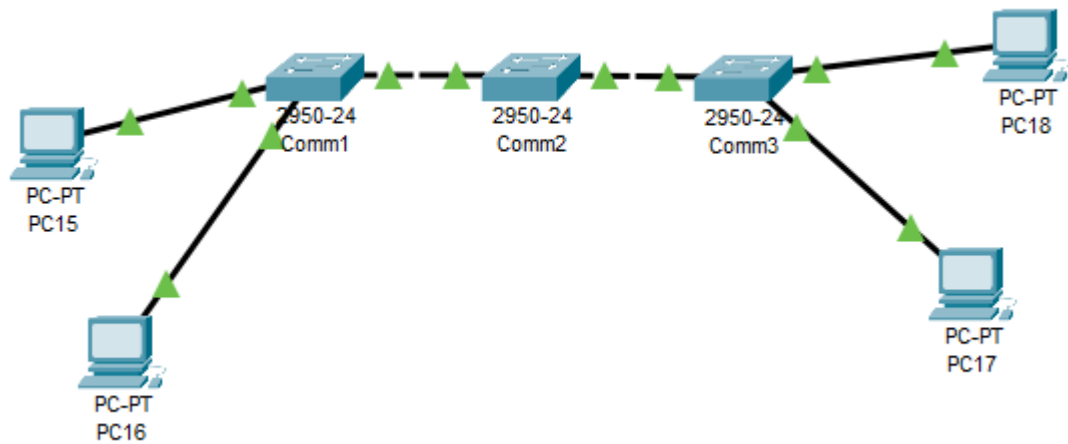 PC-PT
PC15
PC-PT
PC16
2950-24
Comm1
2950-24
Comm2
2950-24
Comm3
PC-PT
PC18
PC-PT
PC17